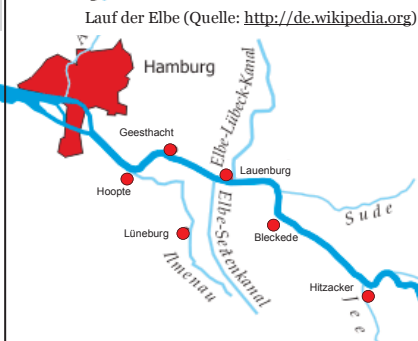 Lauf der Elbe (Quelle: http://de.wikipedia.org)
Hamburg
Elbe-Lübeck-Kanal
Geesthacht
Lauenburg
Hoopte
Elbe-Seitenkanal
Sude
Lüneburg
Bleckede
Ilmenau
Hitzacker
Jee